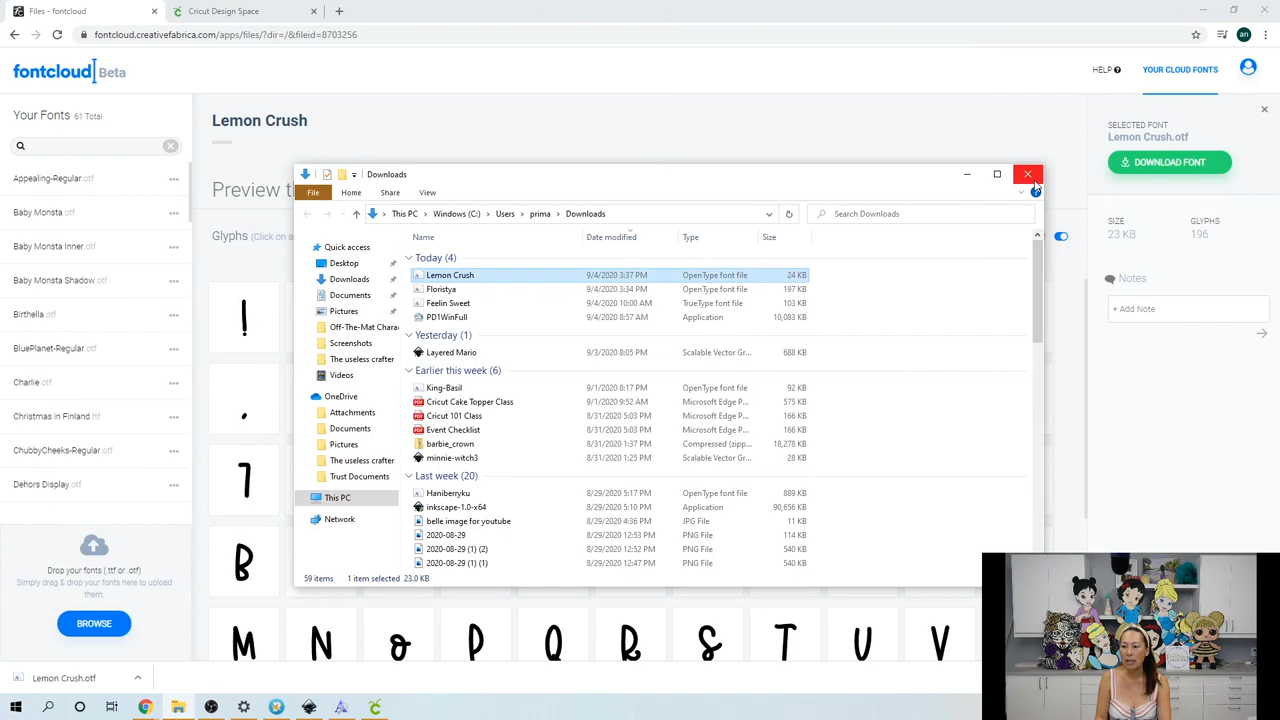 Files - fontcloud
Cricut Design Space
fontcloud.creativefabrica.com/apps/files/?dir=/&fileid=8703256
an
fontcloud Beta
HELP
YOUR CLOUD FONTS
Your Fonts 61 Total
Appealing-Regular.otf
Baby Monsta.otf
Baby Monsta Inner.otf
Baby Monsta Shadow.otf
Birthella.otf
BluePlanet-Regular.otf
Charlie.otf
Christmas in Finland.ttf
ChubbyCheeks-Regular.otf
Dehors Display.otf
Drop your fonts (.ttf or .otf)
Simply drag & drop your fonts here to upload
them.
BROWSE
Lemon Crush
Preview t
Glyphs (Click on a
!
.
7
B
M N o P Q R S T U V
Downloads
File Home Share View
This PC Windows (C:) Users prima Downloads
Search Downloads
Quick access
Desktop
Downloads
Documents
Pictures
Off-The-Mat Chara
Screenshots
The useless crafter
Videos
OneDrive
Attachments
Documents
Pictures
The useless crafter
Trust Documents
This PC
Network
Name Date modified Type Size
Today (4)
Lemon Crush 9/4/2020 3:37 PM OpenType font file 24 KB
Floristya 9/4/2020 3:34 PM OpenType font file 197 KB
Feelin Sweet 9/4/2020 10:00 AM TrueType font file 103 KB
PD1WinFull 9/4/2020 8:57 AM Application 10,083 KB
Yesterday (1)
Layered Mario 9/3/2020 8:05 PM Scalable Vector Gr... 688 KB
Earlier this week (6)
King-Basil 9/1/2020 8:17 PM OpenType font file 92 KB
Cricut Cake Topper Class 9/1/2020 9:52 AM Microsoft Edge P... 575 KB
Cricut 101 Class 8/31/2020 5:03 PM Microsoft Edge P... 166 KB
Event Checklist 8/31/2020 5:03 PM Microsoft Edge P... 166 KB
barbie_crown 8/31/2020 1:37 PM Compressed (zipp... 18,278 KB
minnie-witch3 8/31/2020 1:25 PM Scalable Vector Gr... 28 KB
Last week (20)
Haniberryku 8/29/2020 5:17 PM OpenType font file 889 KB
inkscape-1.0-x64 8/29/2020 5:10 PM Application 90,656 KB
belle image for youtube 8/29/2020 4:36 PM JPG File 11 KB
2020-08-29 8/29/2020 12:53 PM PNG File 114 KB
2020-08-29 (1) (2) 8/29/2020 12:52 PM PNG File 540 KB
2020-08-29 (1) (1) 8/29/2020 12:47 PM PNG File 540 KB
59 items 1 item selected 23.0 KB
SELECTED FONT
Lemon Crush.otf
DOWNLOAD FONT
SIZE GLYPHS
23 KB 196
Notes
+ Add Note
Lemon Crush.otf